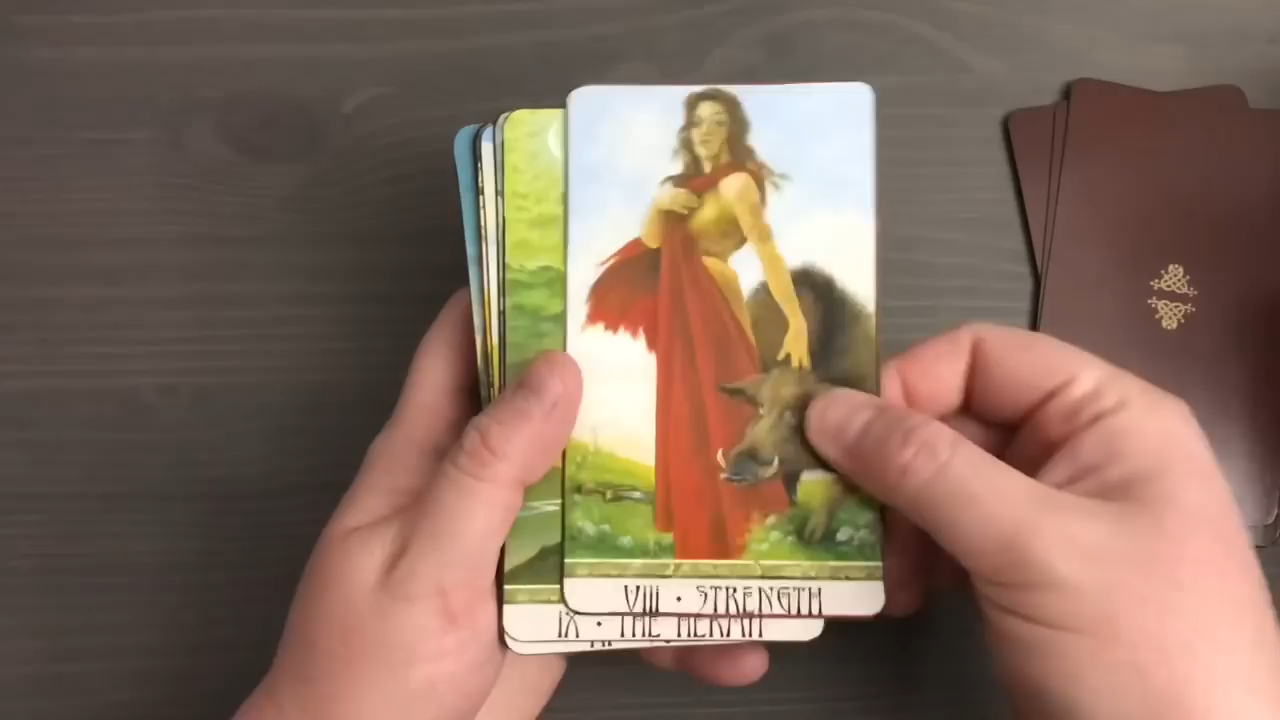 VIII • STRENGTH
IX • THE HERMIT